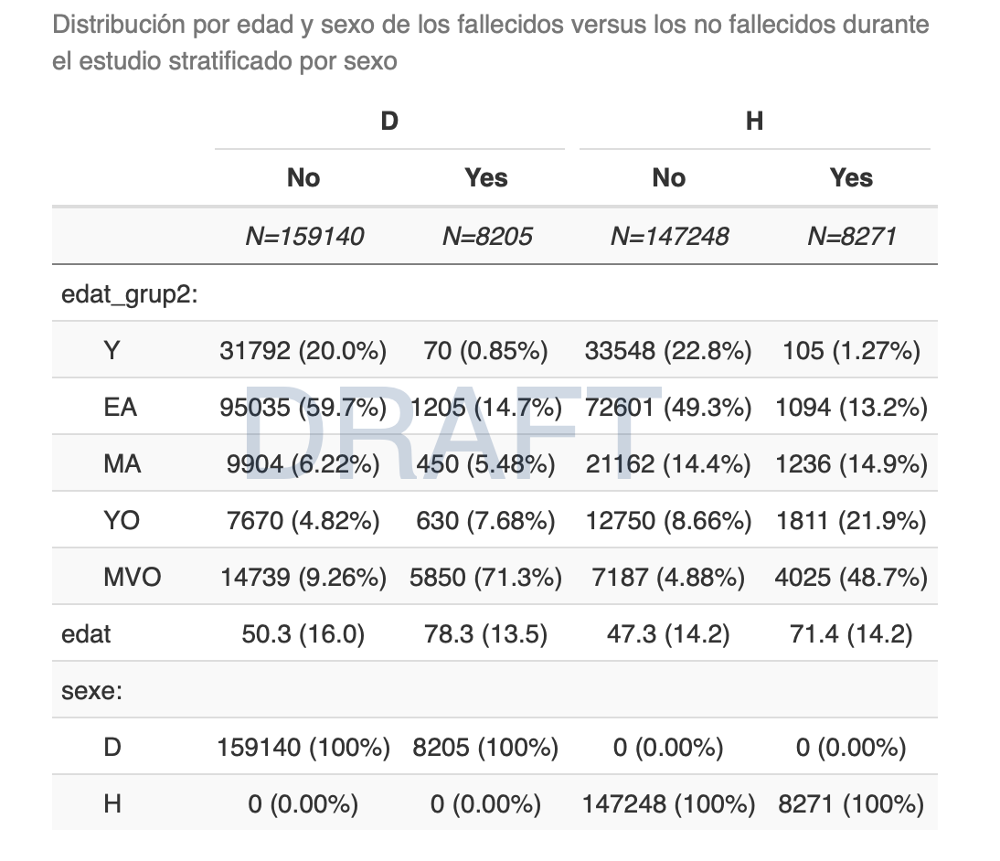 Distribución por edad y sexo de los fallecidos versus los no fallecidos durante
el estudio stratificado por sexo
D H
No Yes No Yes
N=159140 N=8205 N=147248 N=8271
edat_grup2:
Y 31792 (20.0%) 70 (0.85%) 33548 (22.8%) 105 (1.27%)
EA 95035 (59.7%) 1205 (14.7%) 72601 (49.3%) 1094 (13.2%)
DRAFT
MA 9904 (6.22%) 450 (5.48%) 21162 (14.4%) 1236 (14.9%)
YO 7670 (4.82%) 630 (7.68%) 12750 (8.66%) 1811 (21.9%)
MVO 14739 (9.26%) 5850 (71.3%) 7187 (4.88%) 4025 (48.7%)
edat 50.3 (16.0) 78.3 (13.5) 47.3 (14.2) 71.4 (14.2)
sexe:
D 159140 (100%) 8205 (100%) 0 (0.00%) 0 (0.00%)
H 0 (0.00%) 0 (0.00%) 147248 (100%) 8271 (100%)